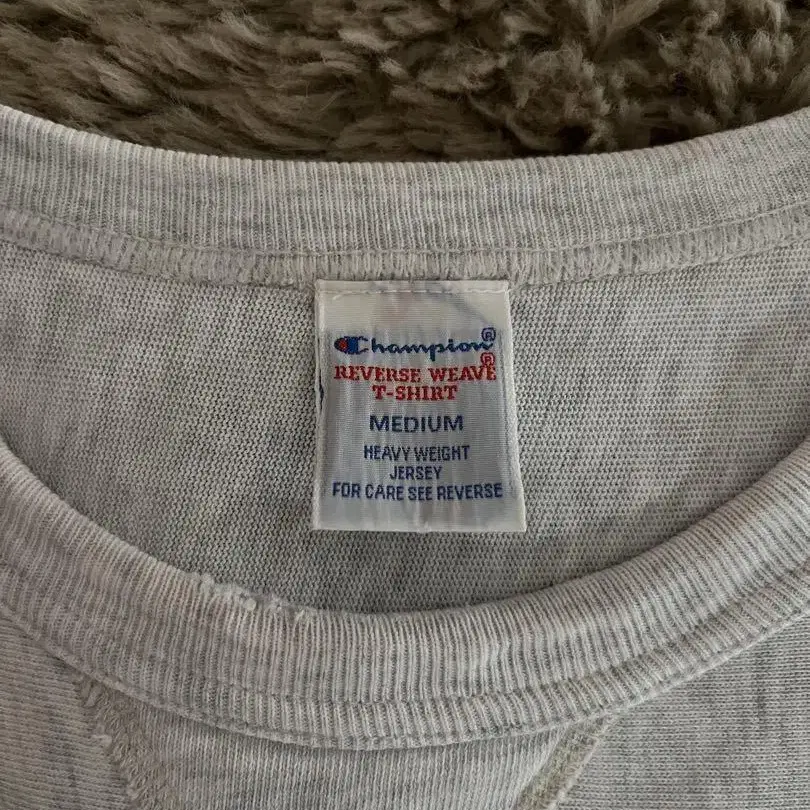 Champion®
REVERSE WEAVE®
T-SHIRT
MEDIUM
HEAVY WEIGHT
JERSEY
FOR CARE SEE REVERSE